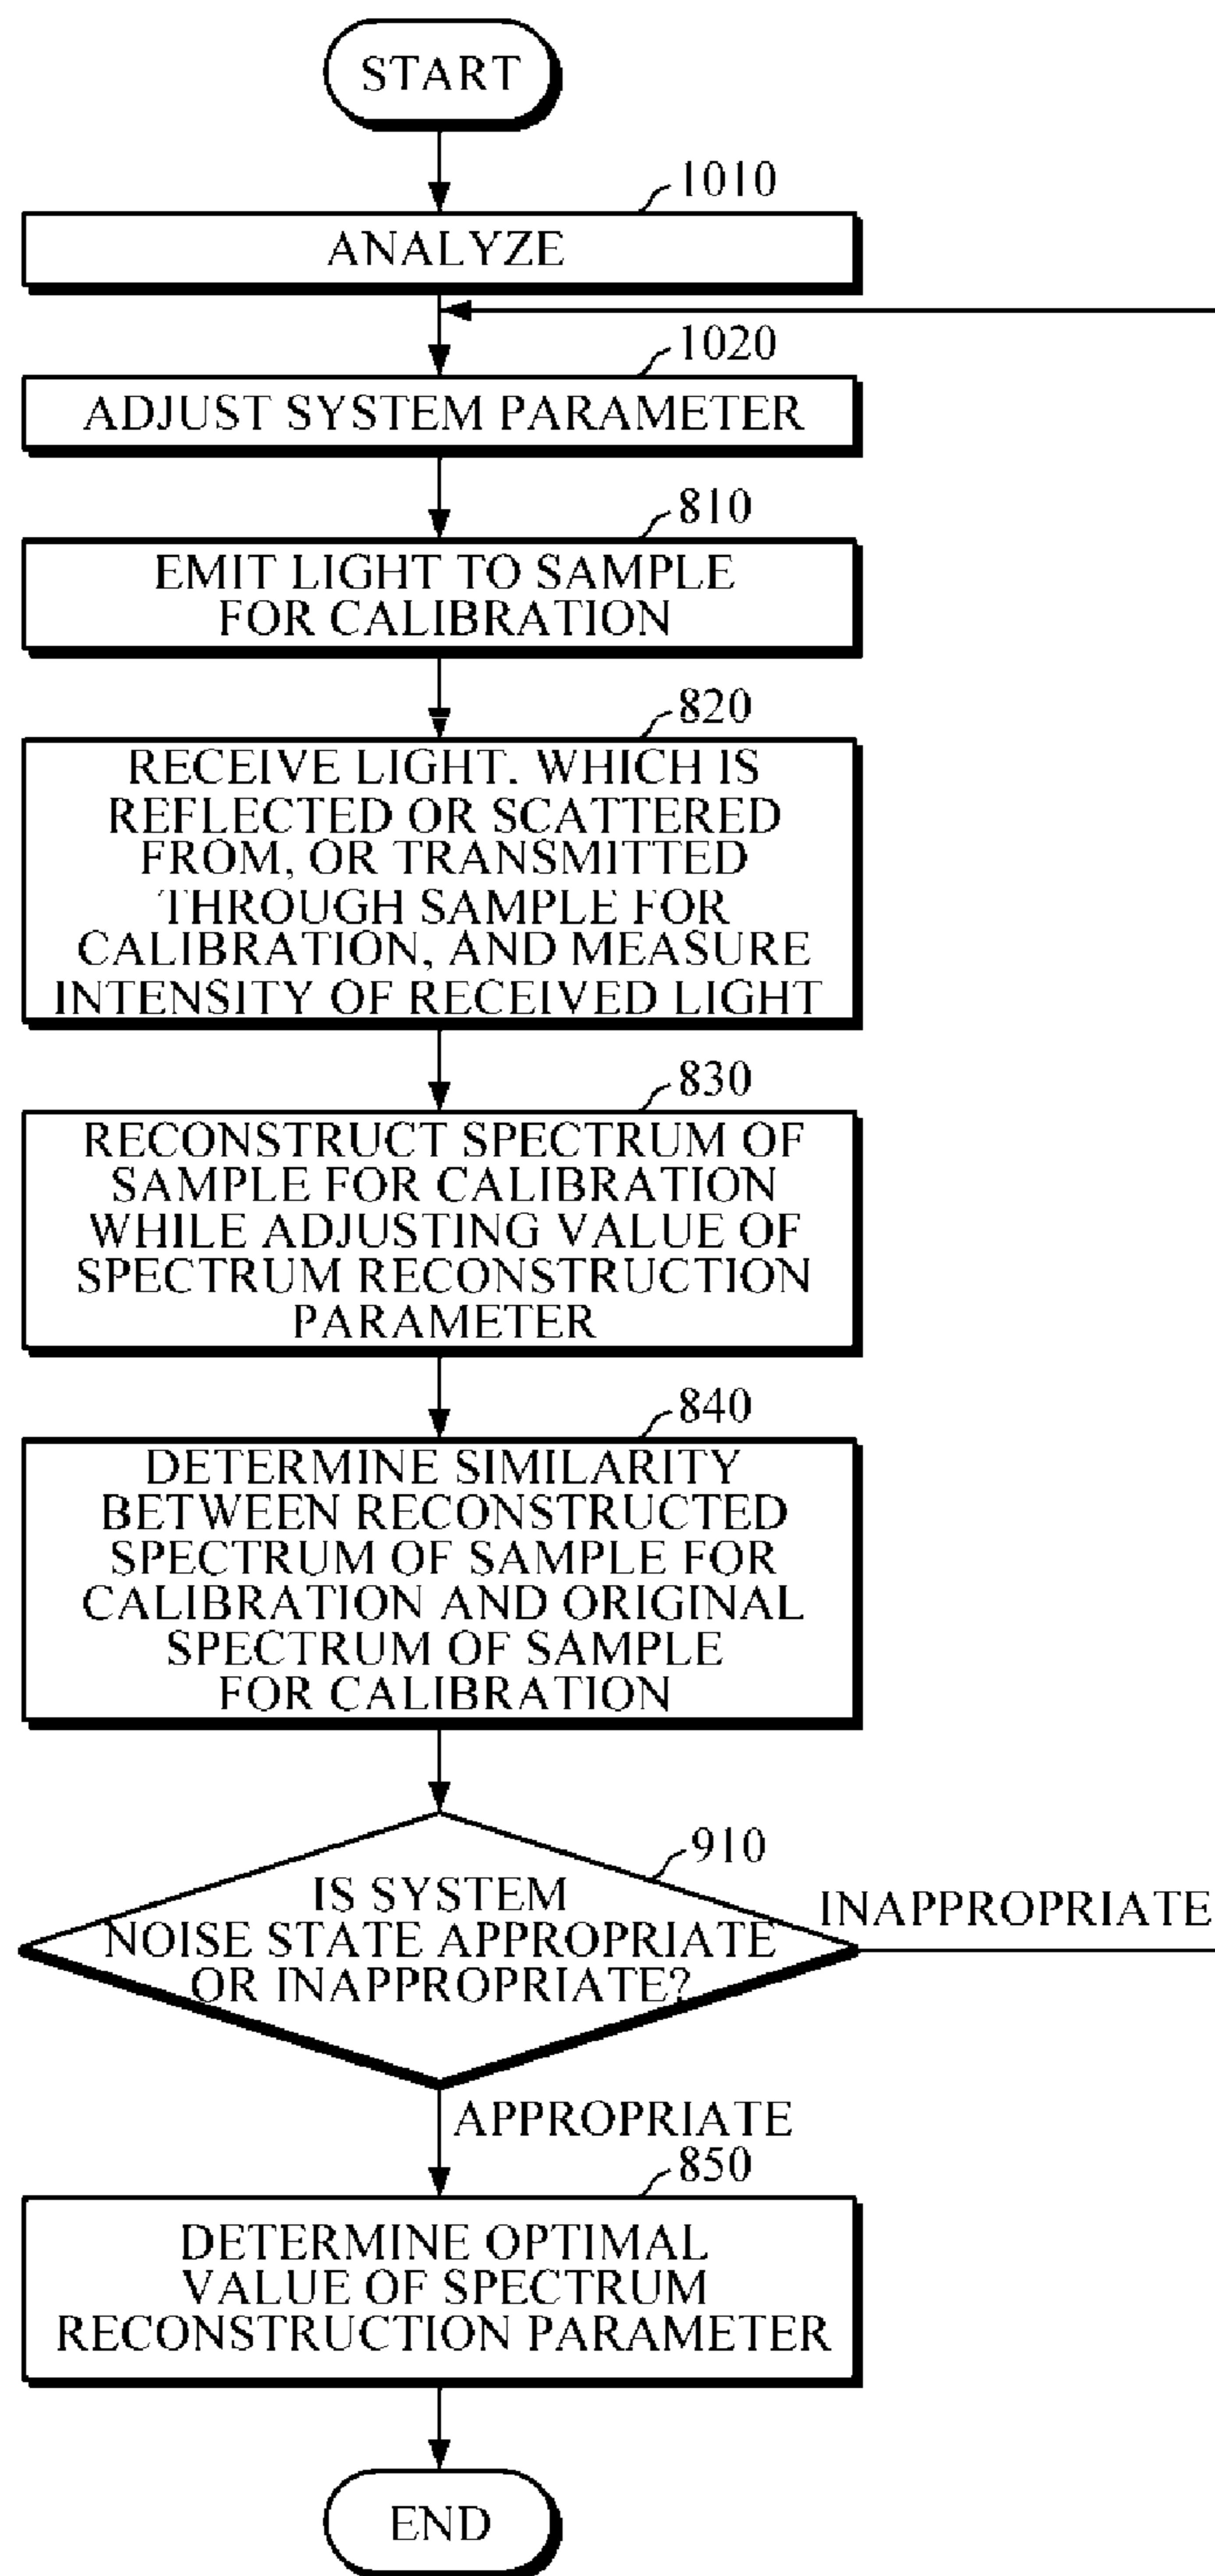 START
1010
ANALYZE
1020
ADJUST SYSTEM PARAMETER
810
EMIT LIGHT TO SAMPLE
FOR CALIBRATION
820
RECEIVE LIGHT. WHICH IS
REFLECTED OR SCATTERED
FROM, OR TRANSMITTED
THROUGH SAMPLE FOR
CALIBRATION, AND MEASURE
INTENSITY OF RECEIVED LIGHT
830
RECONSTRUCT SPECTRUM OF
SAMPLE FOR CALIBRATION
WHILE ADJUSTING VALUE OF
SPECTRUM RECONSTRUCTION
PARAMETER
840
DETERMINE SIMILARITY
BETWEEN RECONSTRUCTED
SPECTRUM OF SAMPLE FOR
CALIBRATION AND ORIGINAL
SPECTRUM OF SAMPLE
FOR CALIBRATION
910
IS SYSTEM
NOISE STATE APPROPRIATE
OR INAPPROPRIATE?
INAPPROPRIATE
APPROPRIATE
850
DETERMINE OPTIMAL
VALUE OF SPECTRUM
RECONSTRUCTION PARAMETER
END